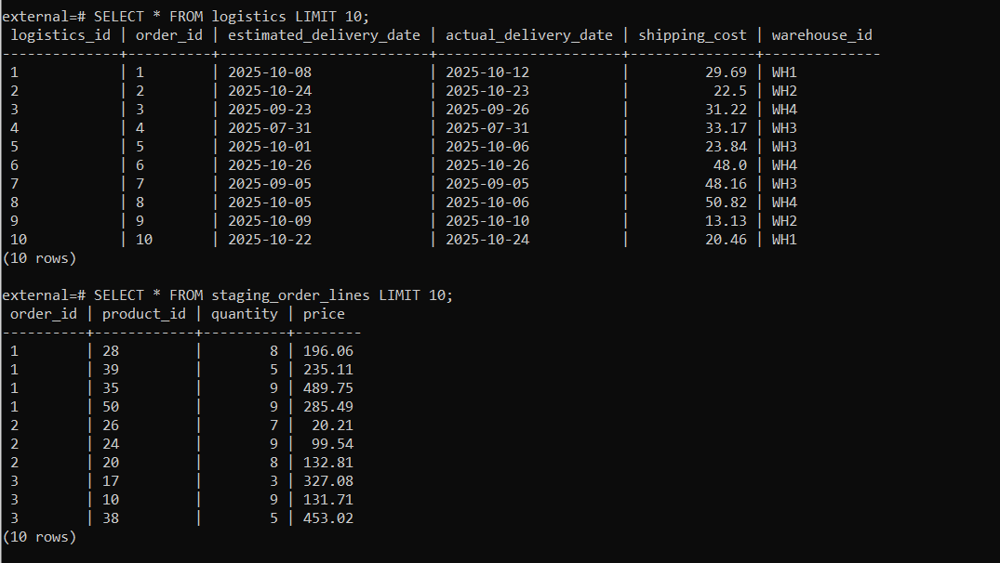 external=# SELECT * FROM logistics LIMIT 10;
 logistics_id | order_id | estimated_delivery_date | actual_delivery_date | shipping_cost | warehouse_id
--------------+----------+-------------------------+----------------------+---------------+--------------
 1            | 1        | 2025-10-08              | 2025-10-12           |         29.69 | WH1
 2            | 2        | 2025-10-24              | 2025-10-23           |          22.5 | WH2
 3            | 3        | 2025-09-23              | 2025-09-26           |         31.22 | WH4
 4            | 4        | 2025-07-31              | 2025-07-31           |         33.17 | WH3
 5            | 5        | 2025-10-01              | 2025-10-06           |         23.84 | WH3
 6            | 6        | 2025-10-26              | 2025-10-26           |          48.0 | WH4
 7            | 7        | 2025-09-05              | 2025-09-05           |         48.16 | WH3
 8            | 8        | 2025-10-05              | 2025-10-06           |         50.82 | WH4
 9            | 9        | 2025-10-09              | 2025-10-10           |         13.13 | WH2
 10           | 10       | 2025-10-22              | 2025-10-24           |         20.46 | WH1
(10 rows)

external=# SELECT * FROM staging_order_lines LIMIT 10;
 order_id | product_id | quantity | price
----------+------------+----------+--------
 1        | 28         |        8 | 196.06
 1        | 39         |        5 | 235.11
 1        | 35         |        9 | 489.75
 1        | 50         |        9 | 285.49
 2        | 26         |        7 |  20.21
 2        | 24         |        9 |  99.54
 2        | 20         |        8 | 132.81
 3        | 17         |        3 | 327.08
 3        | 10         |        9 | 131.71
 3        | 38         |        5 | 453.02
(10 rows)